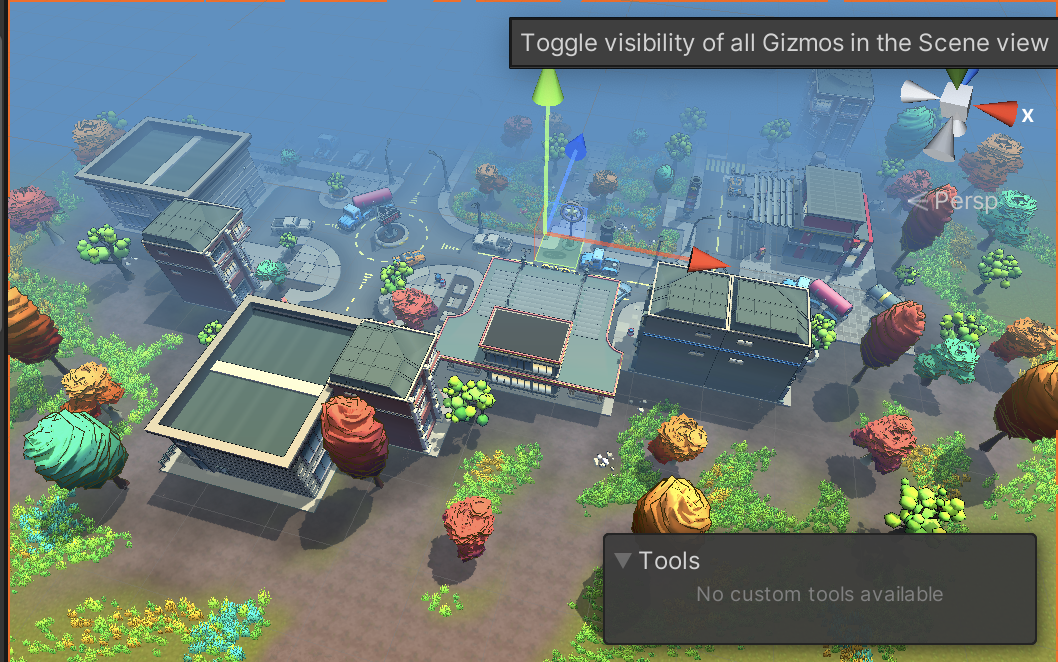 Toggle visibility of all Gizmos in the Scene view
x
Persp
Tools
No custom tools available